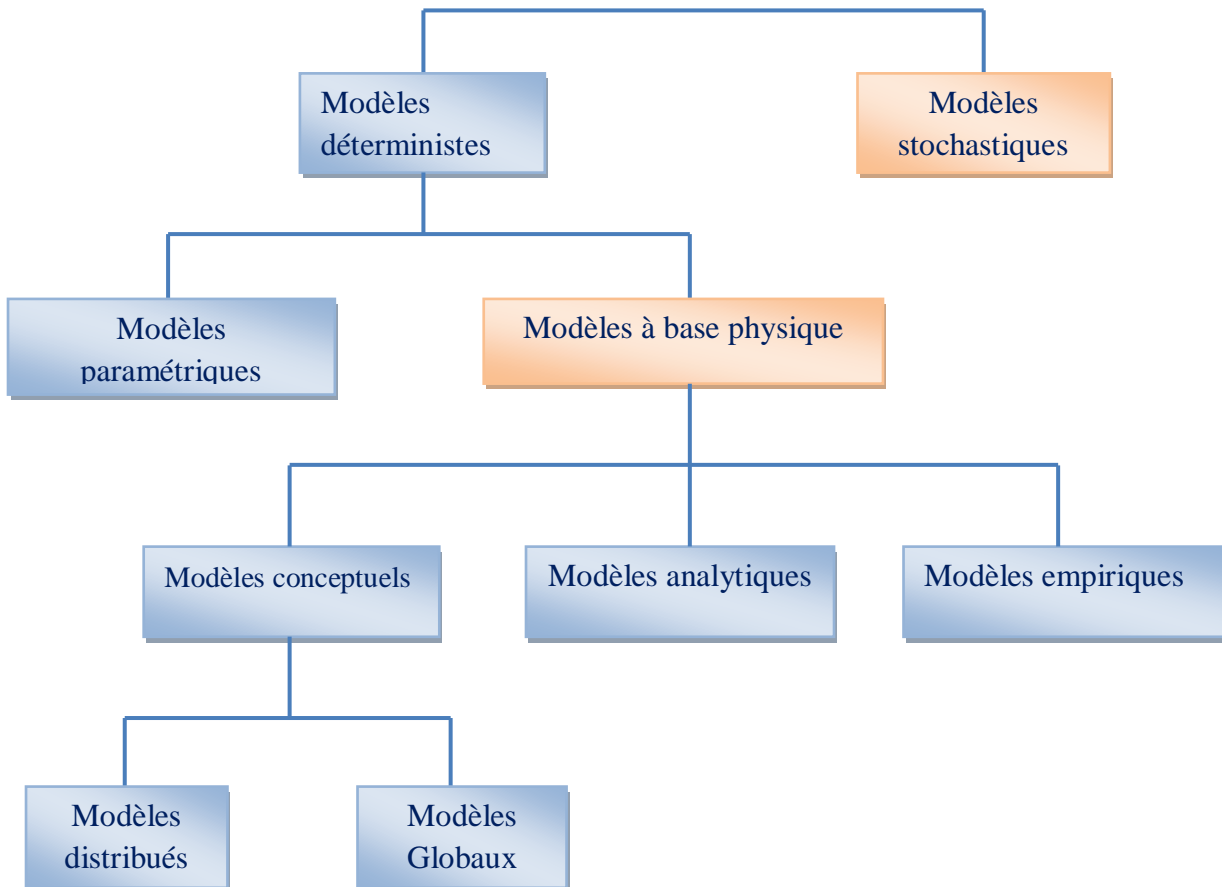 Modèles
déterministes
Modèles
stochastiques
Modèles
paramétriques
Modèles à base physique
Modèles conceptuels
Modèles analytiques
Modèles empiriques
Modèles
distribués
Modèles
Globaux